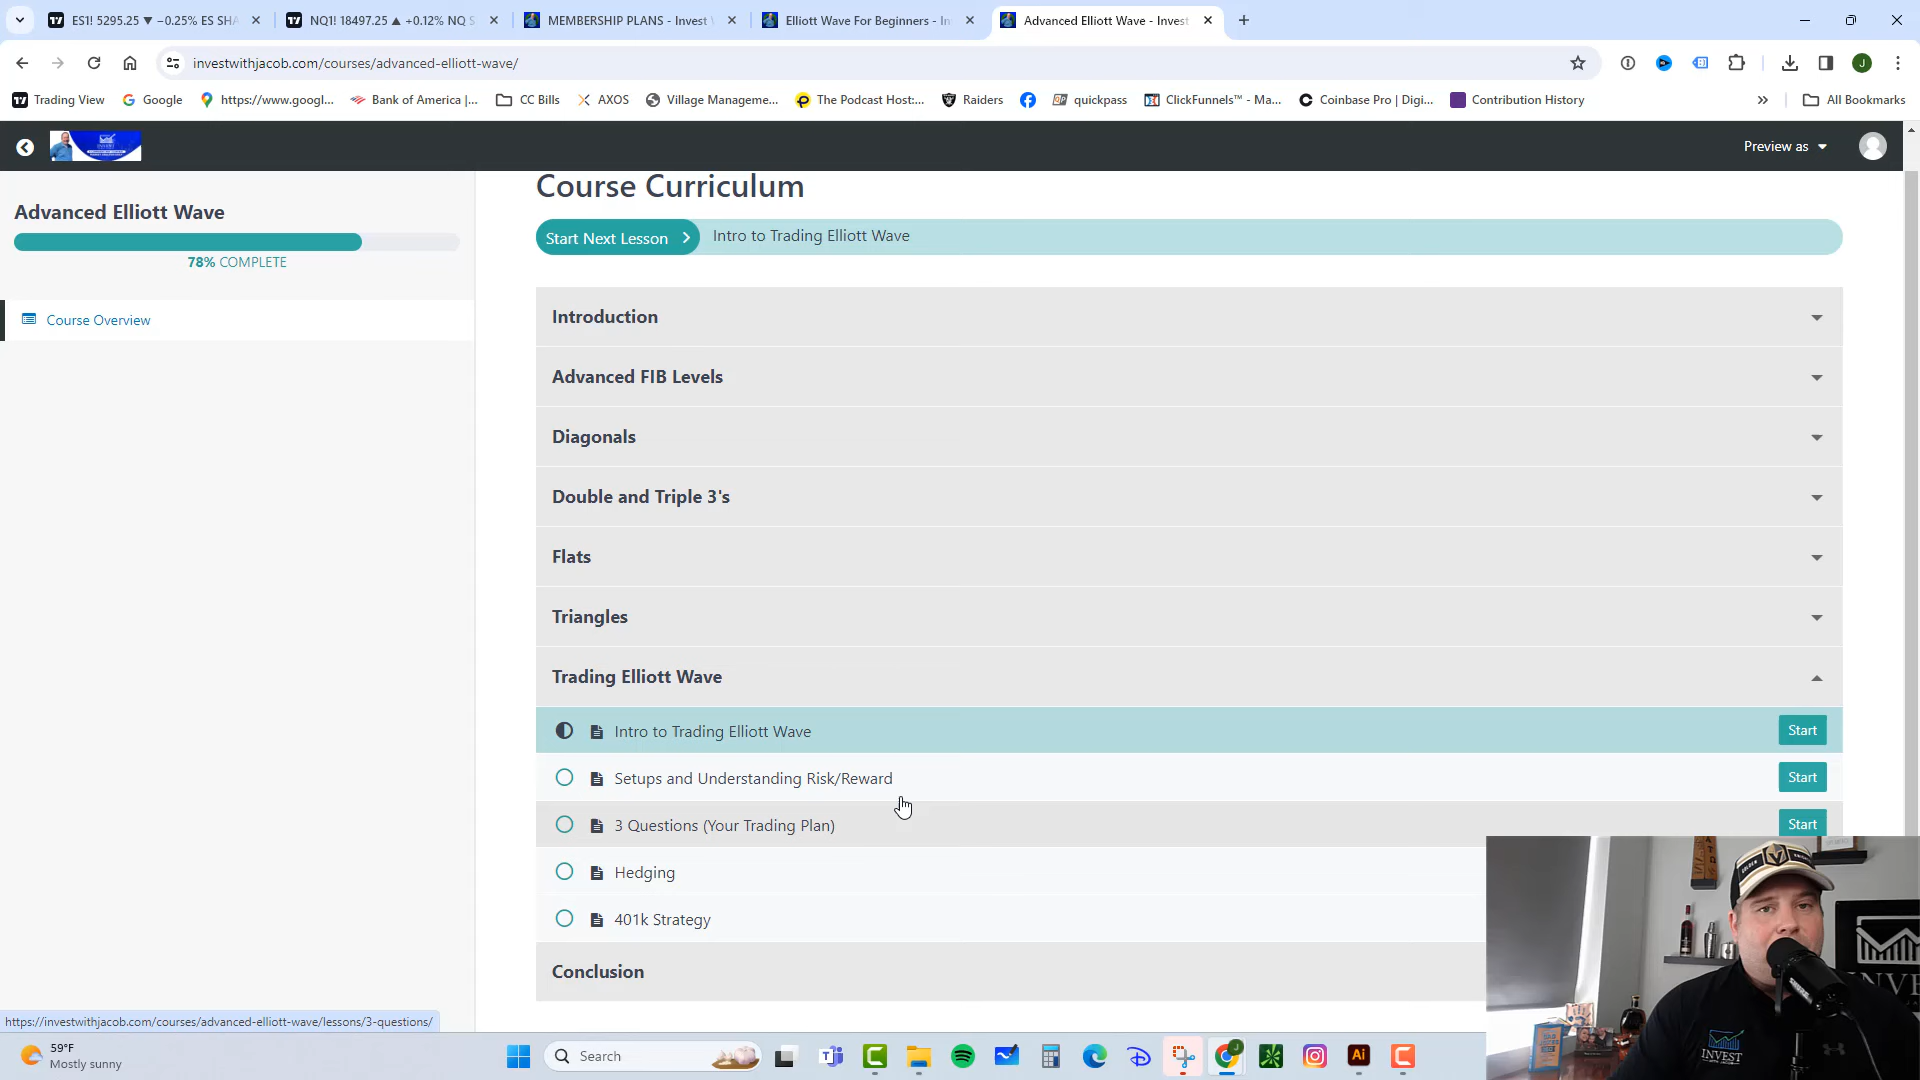 ES1! 5295.25 ▼ −0.25% ES SHA
NQ1! 18497.25 ▲ +0.12% NQ S
MEMBERSHIP PLANS - Invest
Elliott Wave For Beginners - In
Advanced Elliott Wave - Invest
investwithjacob.com/courses/advanced-elliott-wave/
Trading View
Google
https://www.googl...
Bank of America |...
CC Bills
AXOS
Village Manageme...
The Podcast Host:...
Raiders
quickpass
ClickFunnels™ - Ma...
Coinbase Pro | Digi...
Contribution History
All Bookmarks
Preview as
Advanced Elliott Wave
78% COMPLETE
Course Overview
Course Curriculum
Start Next Lesson
Intro to Trading Elliott Wave
Introduction
Advanced FIB Levels
Diagonals
Double and Triple 3's
Flats
Triangles
Trading Elliott Wave
Intro to Trading Elliott Wave
Start
Setups and Understanding Risk/Reward
Start
3 Questions (Your Trading Plan)
Start
Hedging
401k Strategy
Conclusion
https://investwithjacob.com/courses/advanced-elliott-wave/lessons/3-questions/
59°F
Mostly sunny
Search
INVEST